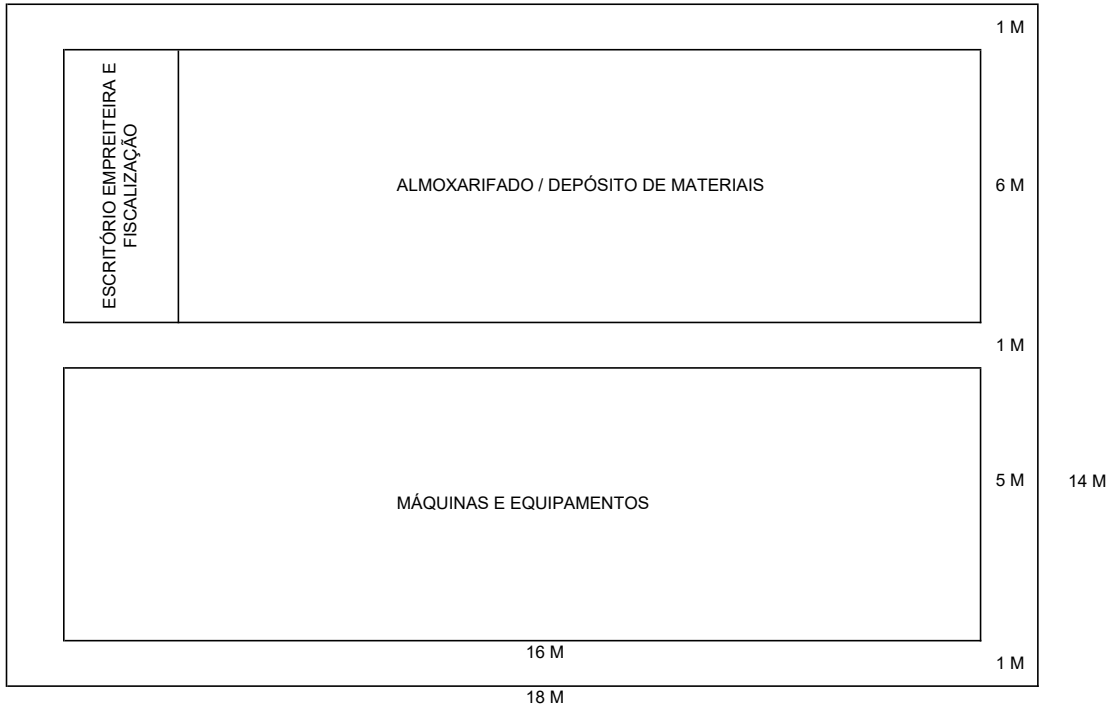 1 M
ESCRITÓRIO EMPREITEIRA E
FISCALIZAÇÃO
ALMOXARIFADO / DEPÓSITO DE MATERIAIS
6 M
1 M
MÁQUINAS E EQUIPAMENTOS
5 M
14 M
16 M
1 M
18 M